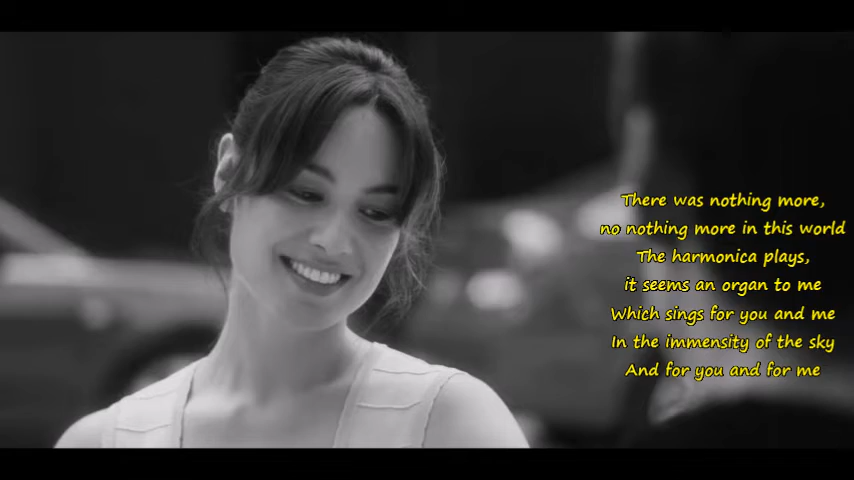 There was nothing more,
no nothing more in this world
The harmonica plays,
it seems an organ to me
Which sings for you and me
In the immensity of the sky
And for you and for me